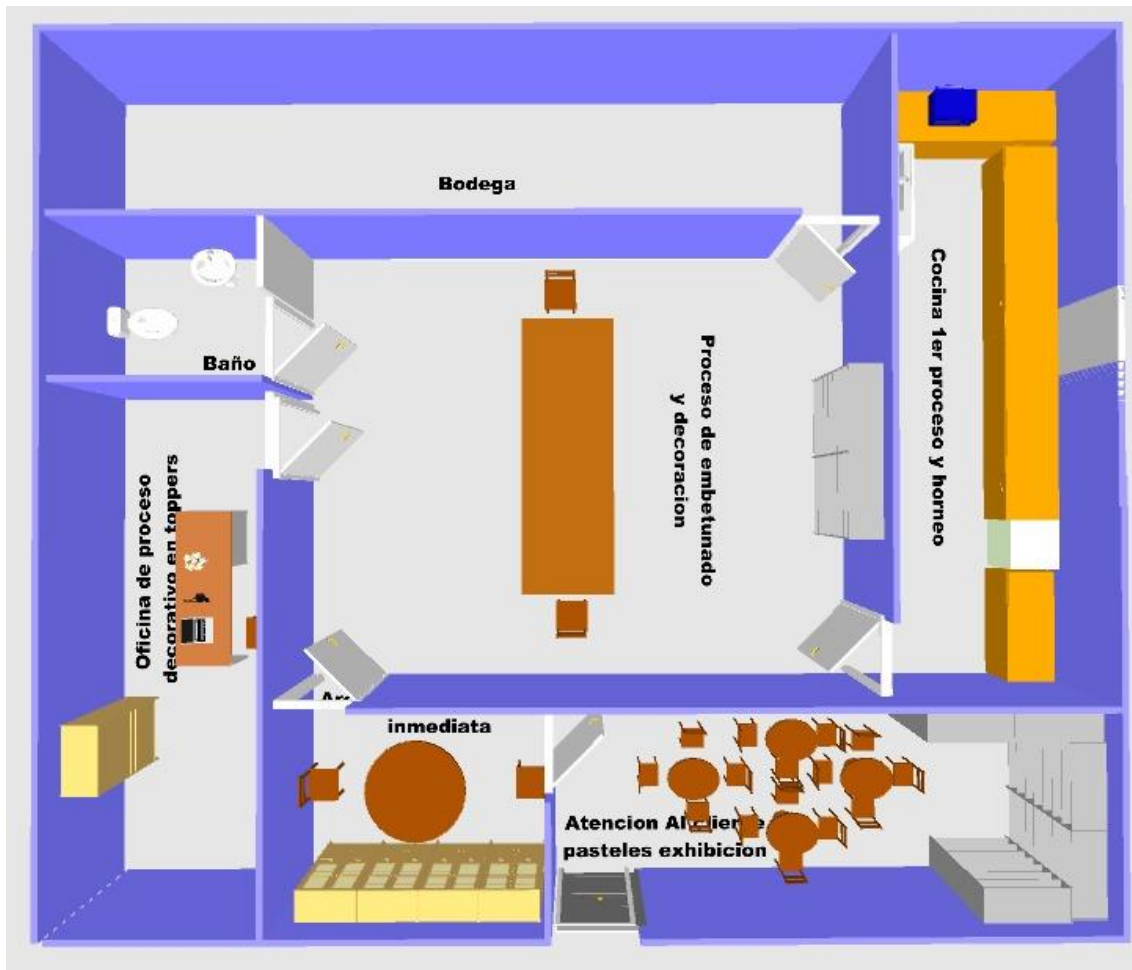 Bodega
Baño
Proceso de embetunado
y decoracion
Cocina 1er proceso y horneo
Oficina de proceso
decorativo en toppers
inmediata
Atencion Al cliente
pasteles exhibicion